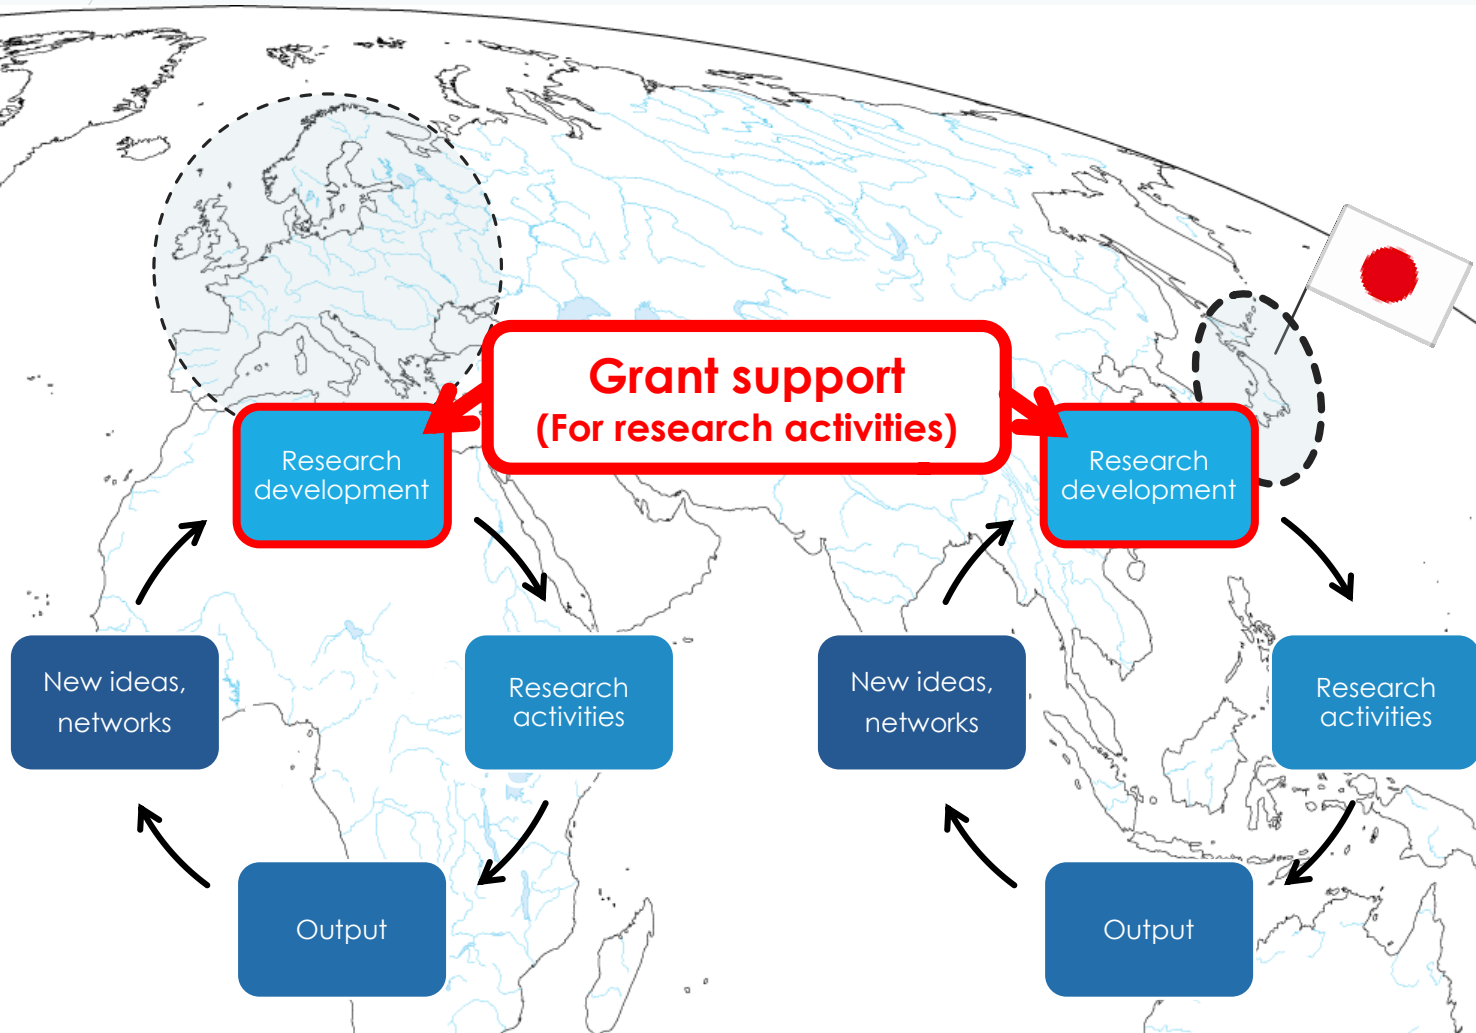 Grant support
(For research activities)
Research
development
Research
activities
Output
New ideas,
networks
Research
development
Research
activities
Output
New ideas,
networks